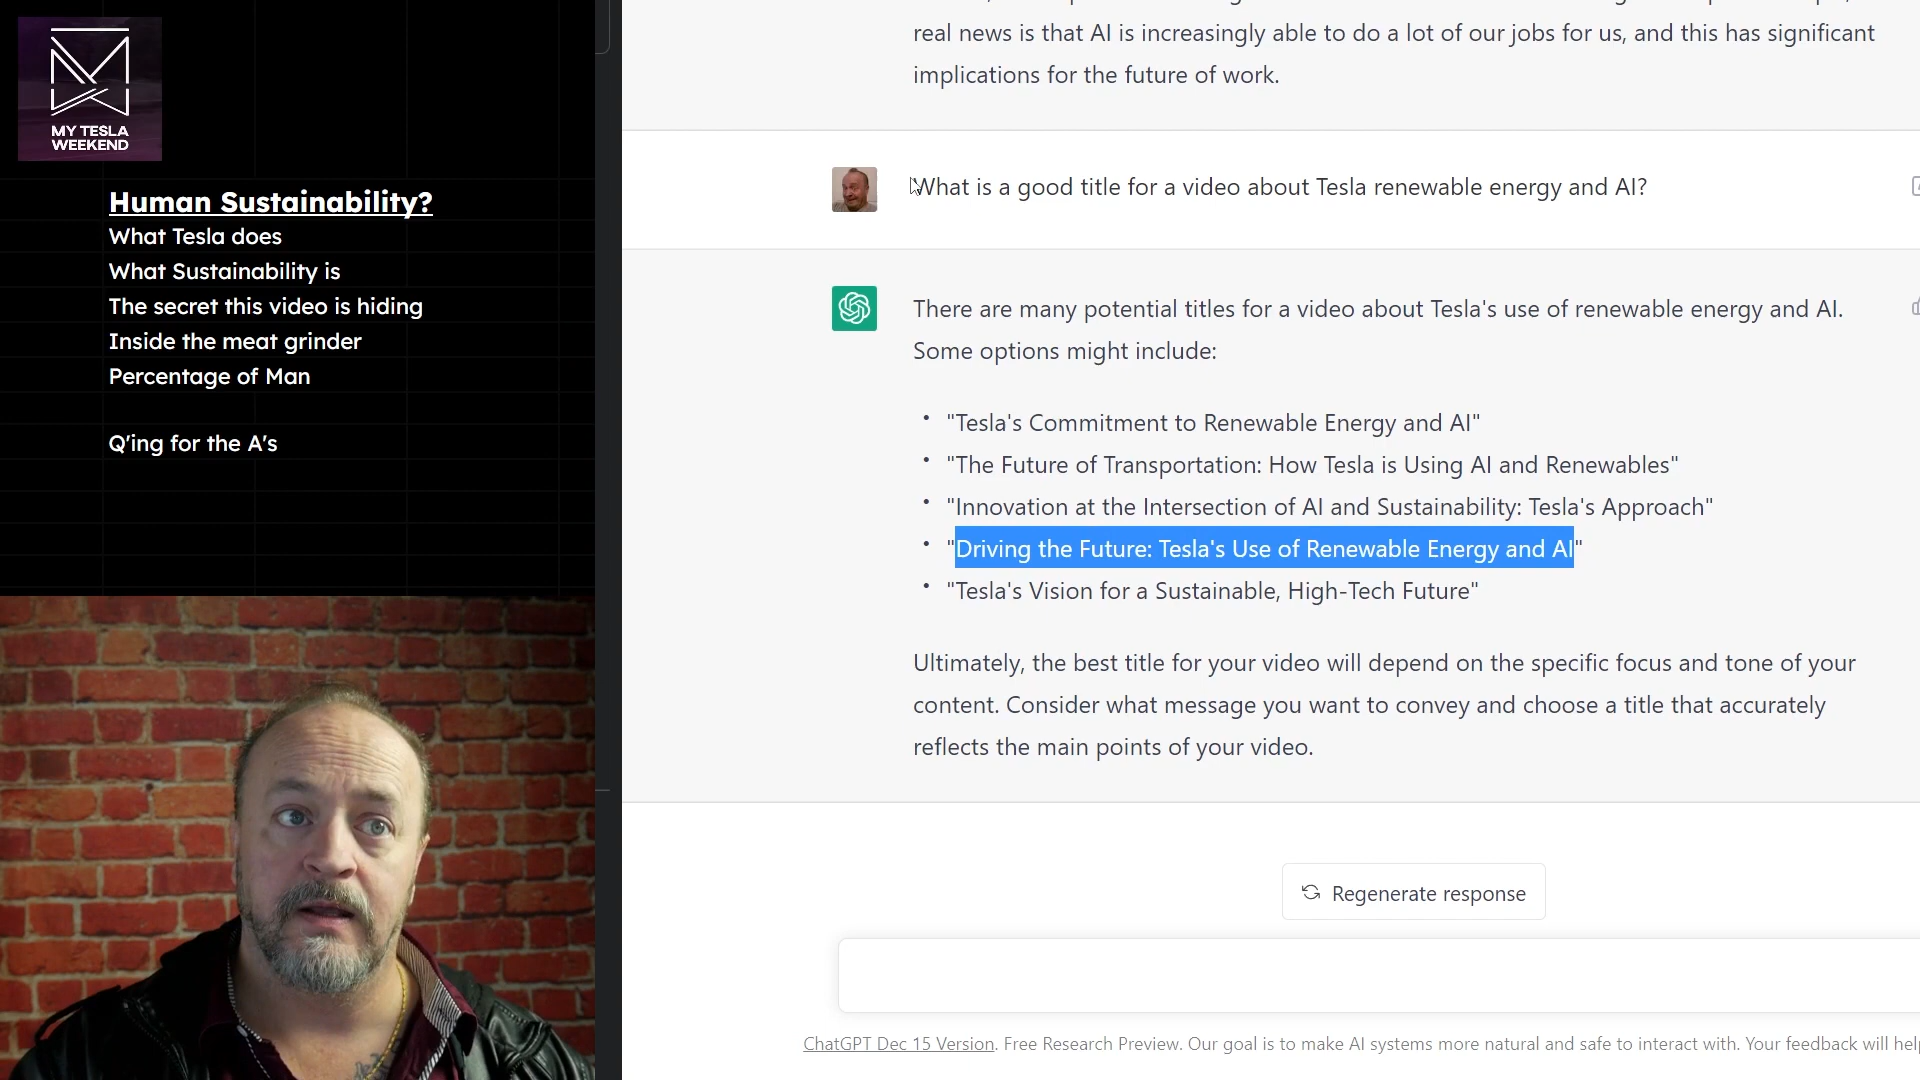 MY TESLA
WEEKEND
Human Sustainability?
What Tesla does
What Sustainability is
The secret this video is hiding
Inside the meat grinder
Percentage of Man
Q'ing for the A's
real news is that AI is increasingly able to do a lot of our jobs for us, and this has significant
implications for the future of work.
What is a good title for a video about Tesla renewable energy and AI?
There are many potential titles for a video about Tesla's use of renewable energy and AI.
Some options might include:
• "Tesla's Commitment to Renewable Energy and AI"
• "The Future of Transportation: How Tesla is Using AI and Renewables"
• "Innovation at the Intersection of AI and Sustainability: Tesla's Approach"
• "Driving the Future: Tesla's Use of Renewable Energy and AI"
• "Tesla's Vision for a Sustainable, High-Tech Future"
Ultimately, the best title for your video will depend on the specific focus and tone of your
content. Consider what message you want to convey and choose a title that accurately
reflects the main points of your video.
Regenerate response
ChatGPT Dec 15 Version. Free Research Preview. Our goal is to make AI systems more natural and safe to interact with. Your feedback will